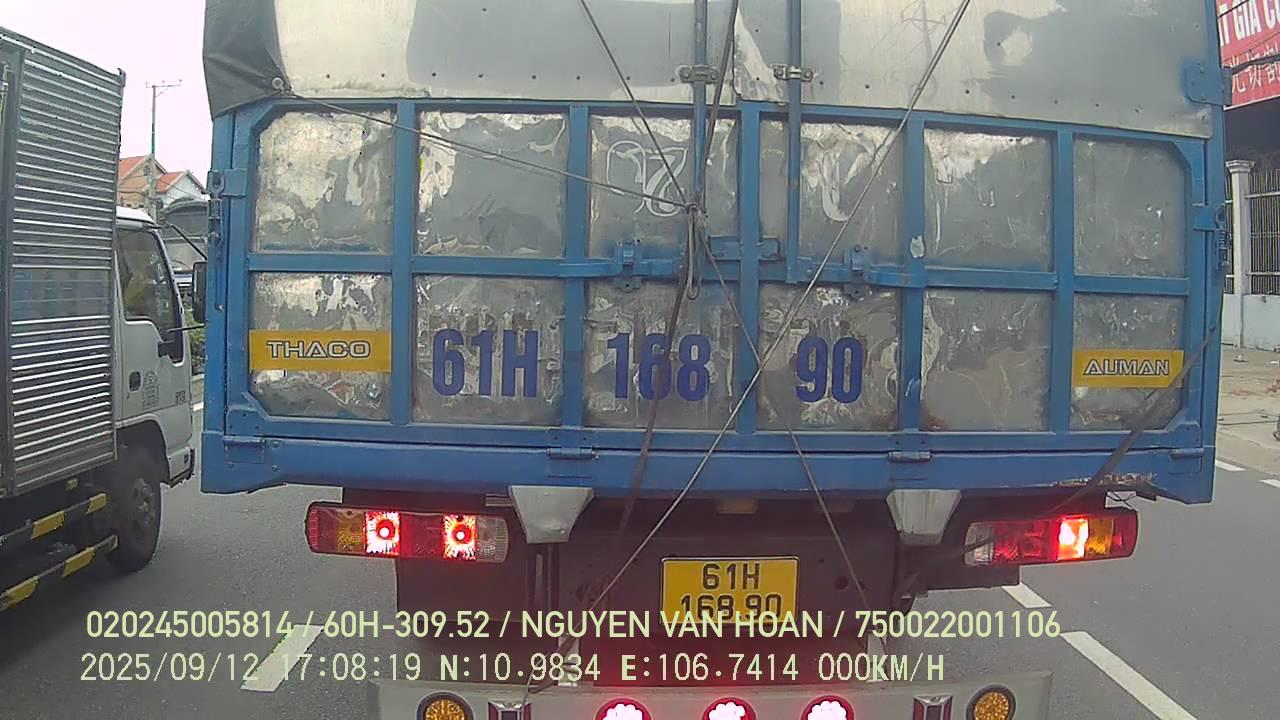 THACO
61H 168 90
AUMAN
61H
168.90
020245005814 / 60H-309.52 / NGUYEN VAN HOAN / 750022001106
2025/09/12 17:08:19 N:10.9834 E:106.7414 000KM/H